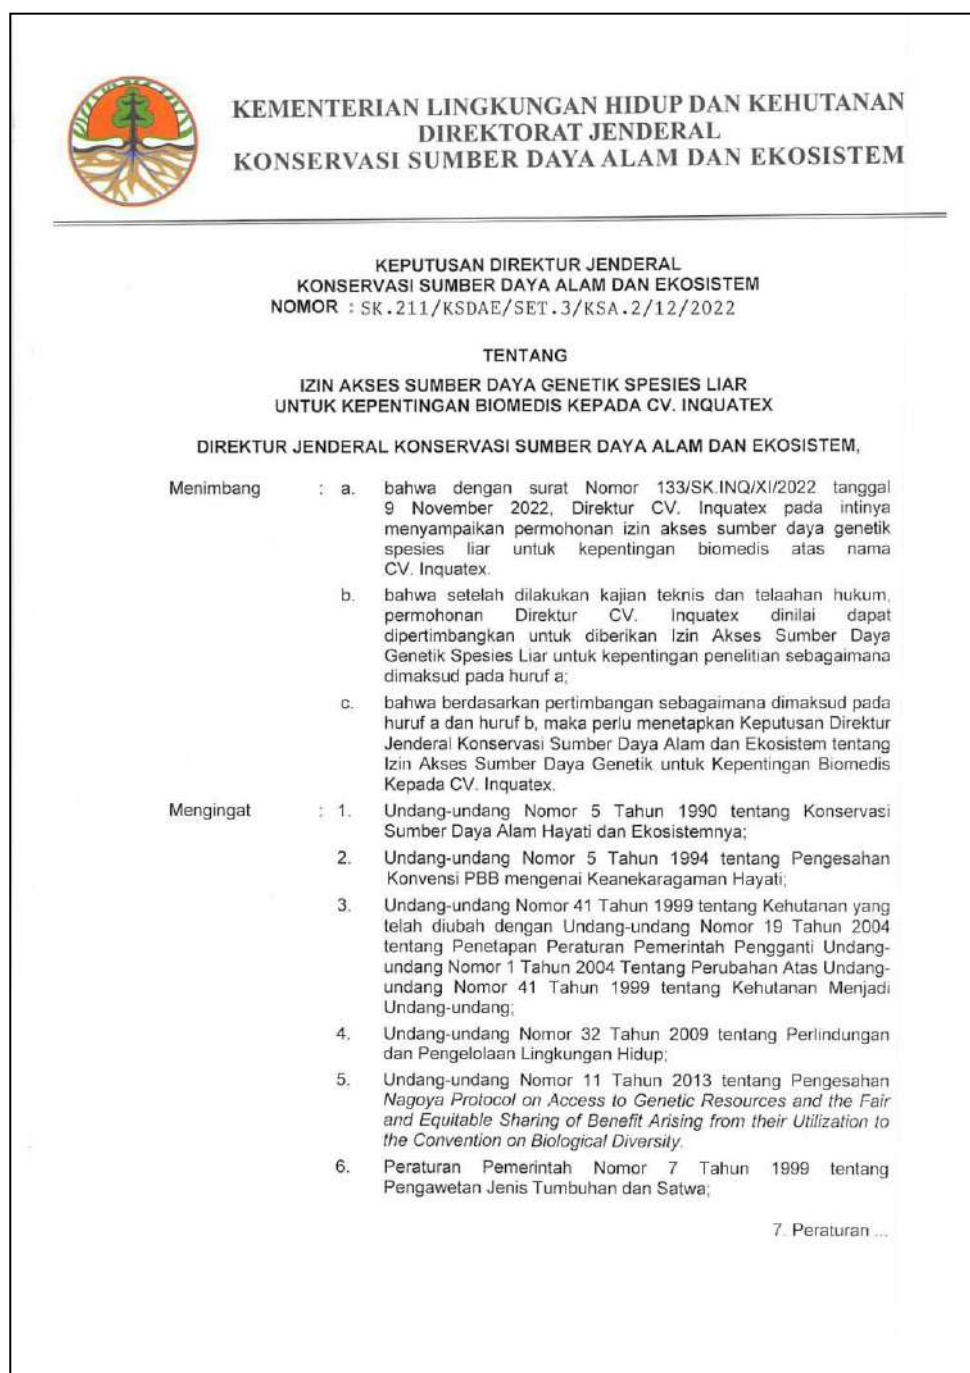 KEMENTERIAN LINGKUNGAN HIDUP DAN KEHUTANAN
DIREKTORAT JENDERAL
KONSERVASI SUMBER DAYA ALAM DAN EKOSISTEM
KEPUTUSAN DIREKTUR JENDERAL
KONSERVASI SUMBER DAYA ALAM DAN EKOSISTEM
NOMOR : SK.211/KSDAE/SET.3/KSA.2/12/2022
TENTANG
IZIN AKSES SUMBER DAYA GENETIK SPESIES LIAR
UNTUK KEPENTINGAN BIOMEDIS KEPADA CV. INQUATEX
DIREKTUR JENDERAL KONSERVASI SUMBER DAYA ALAM DAN EKOSISTEM,
Menimbang : a. bahwa dengan surat Nomor 133/SK.INQ/XI/2022 tanggal
9 November 2022, Direktur CV. Inquatex pada intinya
menyampaikan permohonan izin akses sumber daya genetik
spesies liar untuk kepentingan biomedis atas nama
CV. Inquatex.
b. bahwa setelah dilakukan kajian teknis dan telaahan hukum,
permohonan Direktur CV. Inquatex dinilai dapat
dipertimbangkan untuk diberikan Izin Akses Sumber Daya
Genetik Spesies Liar untuk kepentingan penelitian sebagaimana
dimaksud pada huruf a;
c. bahwa berdasarkan pertimbangan sebagaimana dimaksud pada
huruf a dan huruf b, maka perlu menetapkan Keputusan Direktur
Jenderal Konservasi Sumber Daya Alam dan Ekosistem tentang
Izin Akses Sumber Daya Genetik untuk Kepentingan Biomedis
Kepada CV. Inquatex.
Mengingat : 1. Undang-undang Nomor 5 Tahun 1990 tentang Konservasi
Sumber Daya Alam Hayati dan Ekosistemnya;
2. Undang-undang Nomor 5 Tahun 1994 tentang Pengesahan
Konvensi PBB mengenai Keanekaragaman Hayati;
3. Undang-undang Nomor 41 Tahun 1999 tentang Kehutanan yang
telah diubah dengan Undang-undang Nomor 19 Tahun 2004
tentang Penetapan Peraturan Pemerintah Pengganti Undang-
undang Nomor 1 Tahun 2004 Tentang Perubahan Atas Undang-
undang Nomor 41 Tahun 1999 tentang Kehutanan Menjadi
Undang-undang;
4. Undang-undang Nomor 32 Tahun 2009 tentang Perlindungan
dan Pengelolaan Lingkungan Hidup;
5. Undang-undang Nomor 11 Tahun 2013 tentang Pengesahan
Nagoya Protocol on Access to Genetic Resources and the Fair
and Equitable Sharing of Benefit Arising from their Utilization to
the Convention on Biological Diversity.
6. Peraturan Pemerintah Nomor 7 Tahun 1999 tentang
Pengawetan Jenis Tumbuhan dan Satwa;
7. Peraturan ...